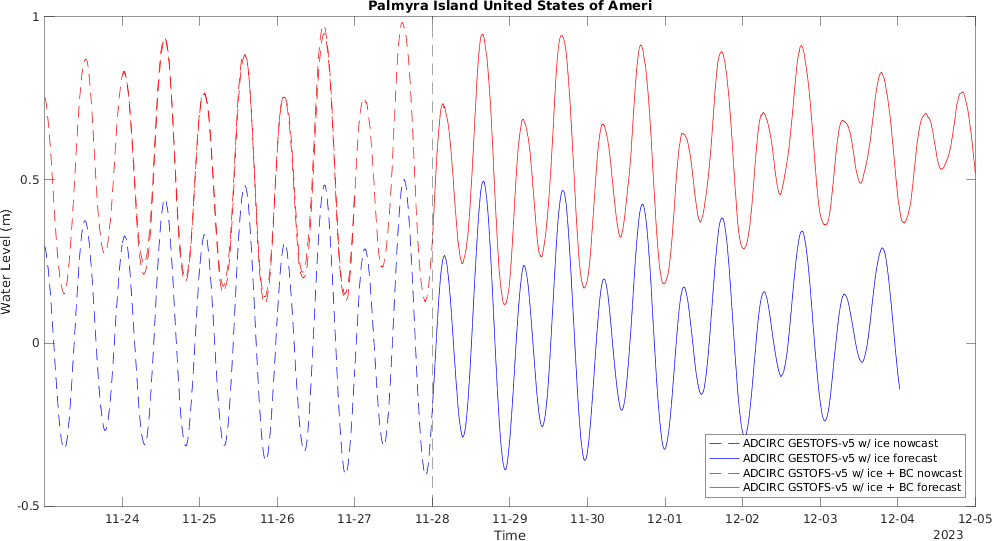 Palmyra Island United States of Ameri
Water Level (m)
1
0.5
0
-0.5
11-24 11-25 11-26 11-27 11-28 11-29 11-30 12-01 12-02 12-03 12-04 12-05
Time
2023
ADCIRC GESTOFS-v5 w/ ice nowcast
ADCIRC GESTOFS-v5 w/ ice forecast
ADCIRC GSTOFS-v5 w/ ice + BC nowcast
ADCIRC GSTOFS-v5 w/ ice + BC forecast